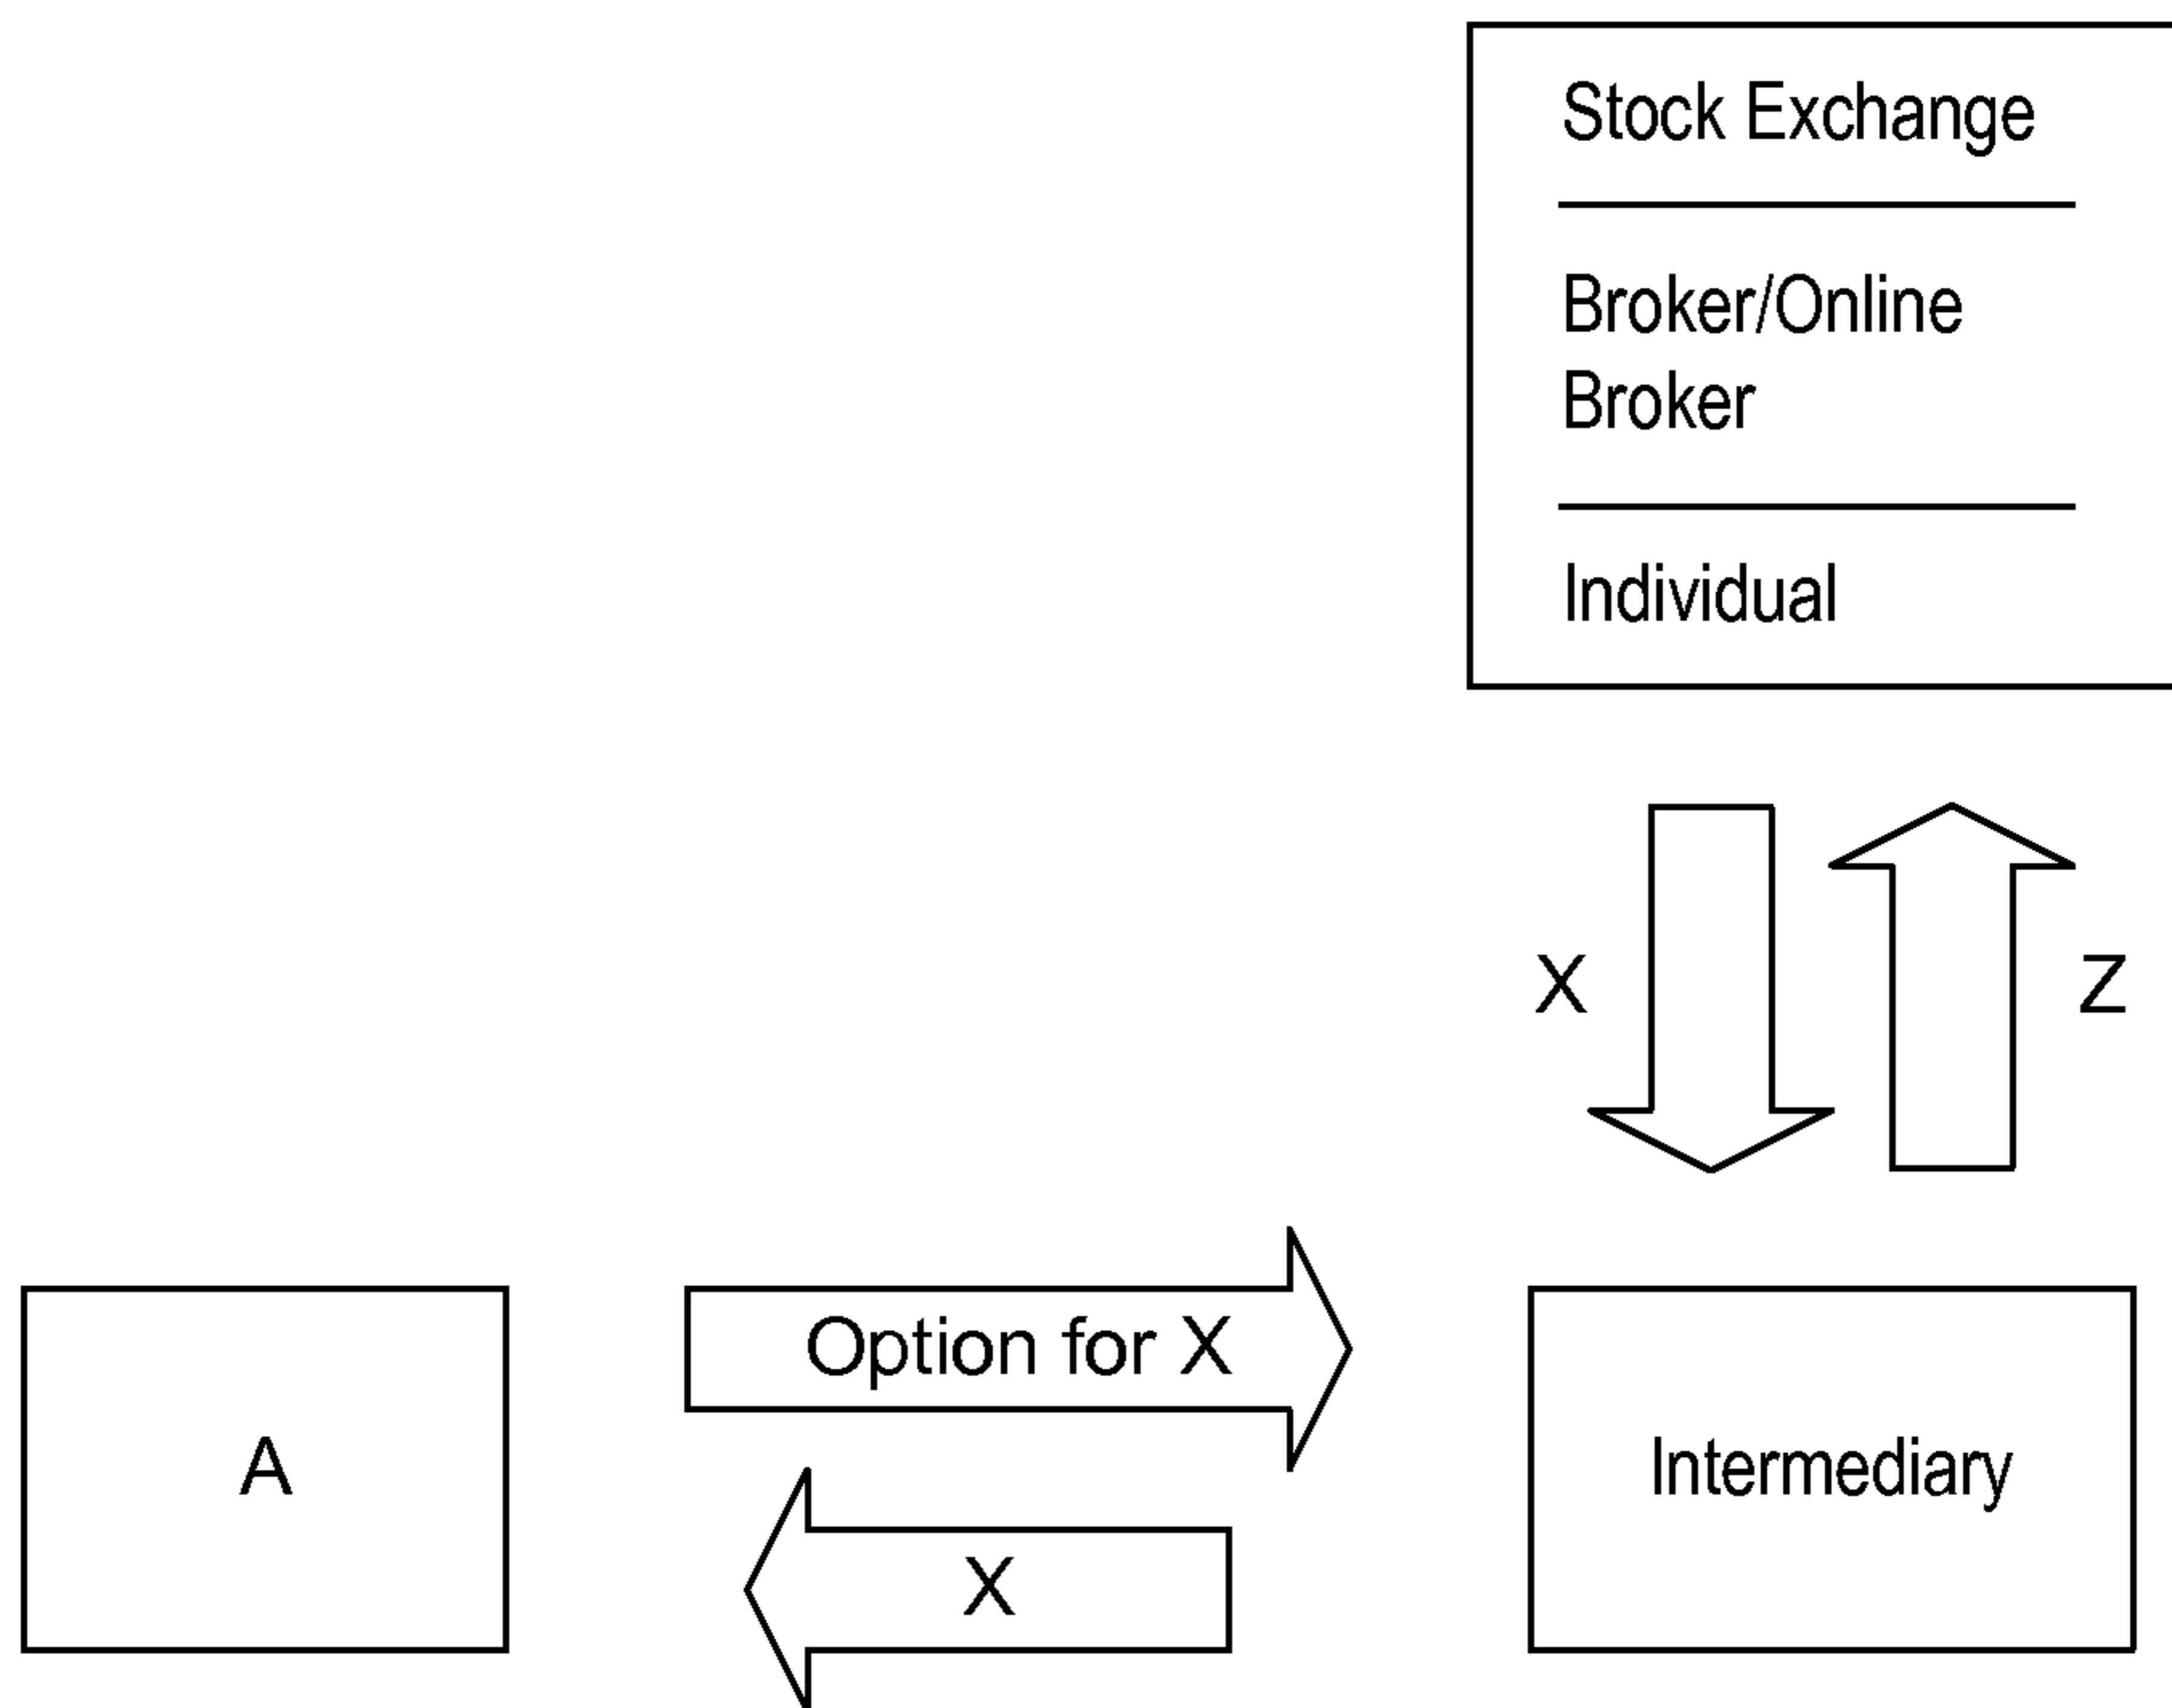 Stock Exchange
Broker/Online
Broker
Individual
X
Z
Option for X
A
Intermediary
X